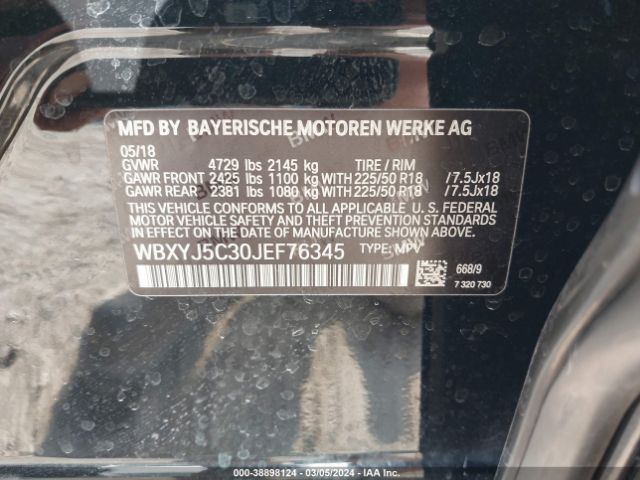 MFD BY BAYERISCHE MOTOREN WERKE AG
05/18
GVWR 4729 lbs 2145 kg TIRE / RIM
GAWR FRONT 2425 lbs 1100 kg WITH 225/50 R18 /7.5Jx18
GAWR REAR 2381 lbs 1080 kg WITH 225/50 R18 /7.5Jx18
THIS VEHICLE CONFORMS TO ALL APPLICABLE U.S. FEDERAL
MOTOR VEHICLE SAFETY AND THEFT PREVENTION STANDARDS
IN EFFECT ON THE DATE OF MANUFACTURE SHOWN ABOVE.
WBXYJ5C30JEF76345 TYPE: MPV
668/9
7 320 730
000-38898124 — 03/05/2024 — IAA Inc.